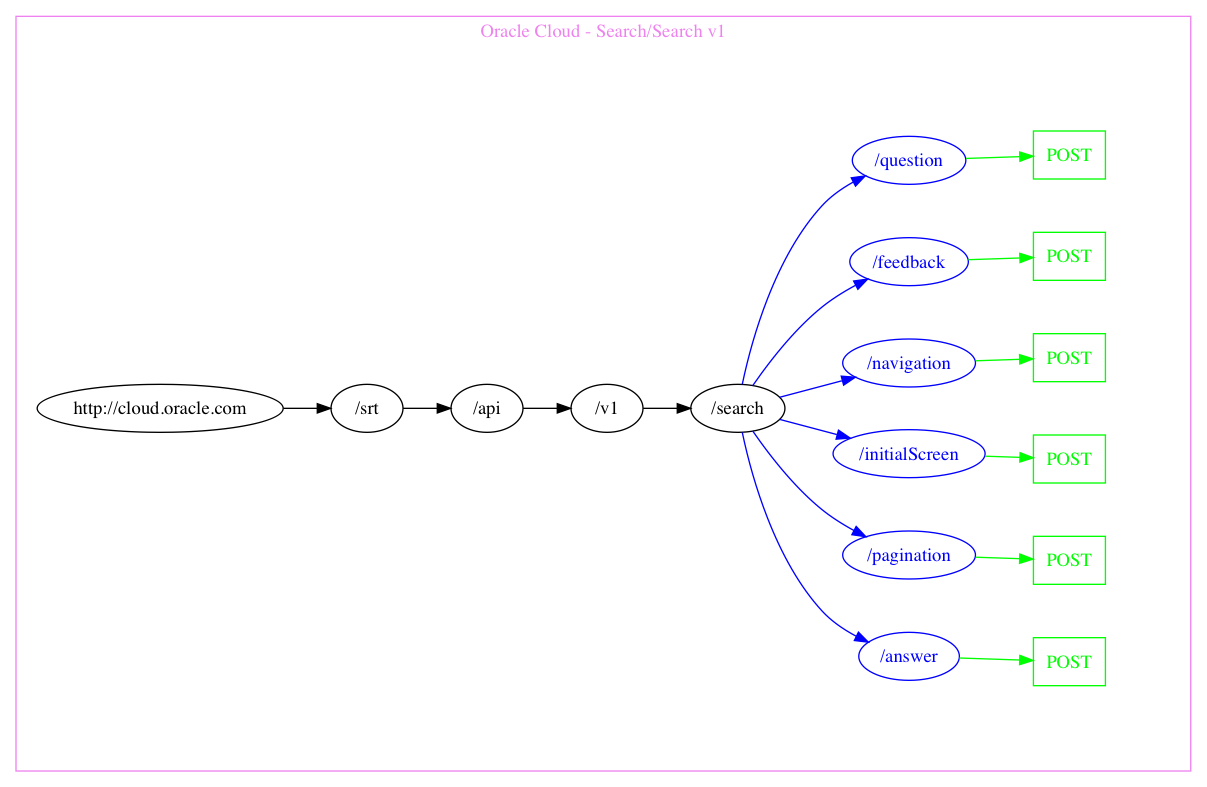 Oracle Cloud - Search/Search v1
http://cloud.oracle.com
/srt
/api
/v1
/search
/question
POST
/feedback
POST
/navigation
POST
/initialScreen
POST
/pagination
POST
/answer
POST